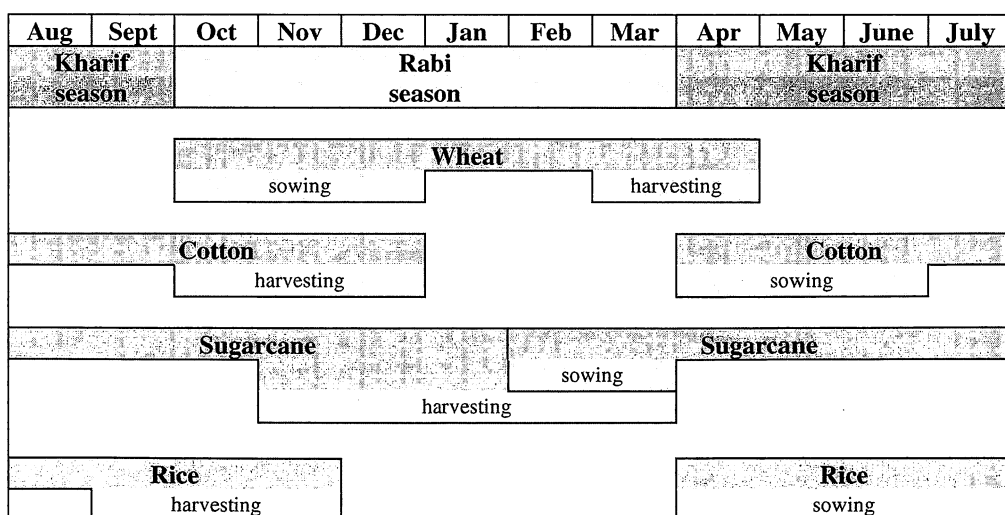 Aug Sept Oct Nov Dec Jan Feb Mar Apr May June July
Kharif Rabi Kharif
season season season
Wheat
sowing harvesting
Cotton Cotton
harvesting sowing
Sugarcane Sugarcane
sowing
harvesting
Rice Rice
harvesting sowing